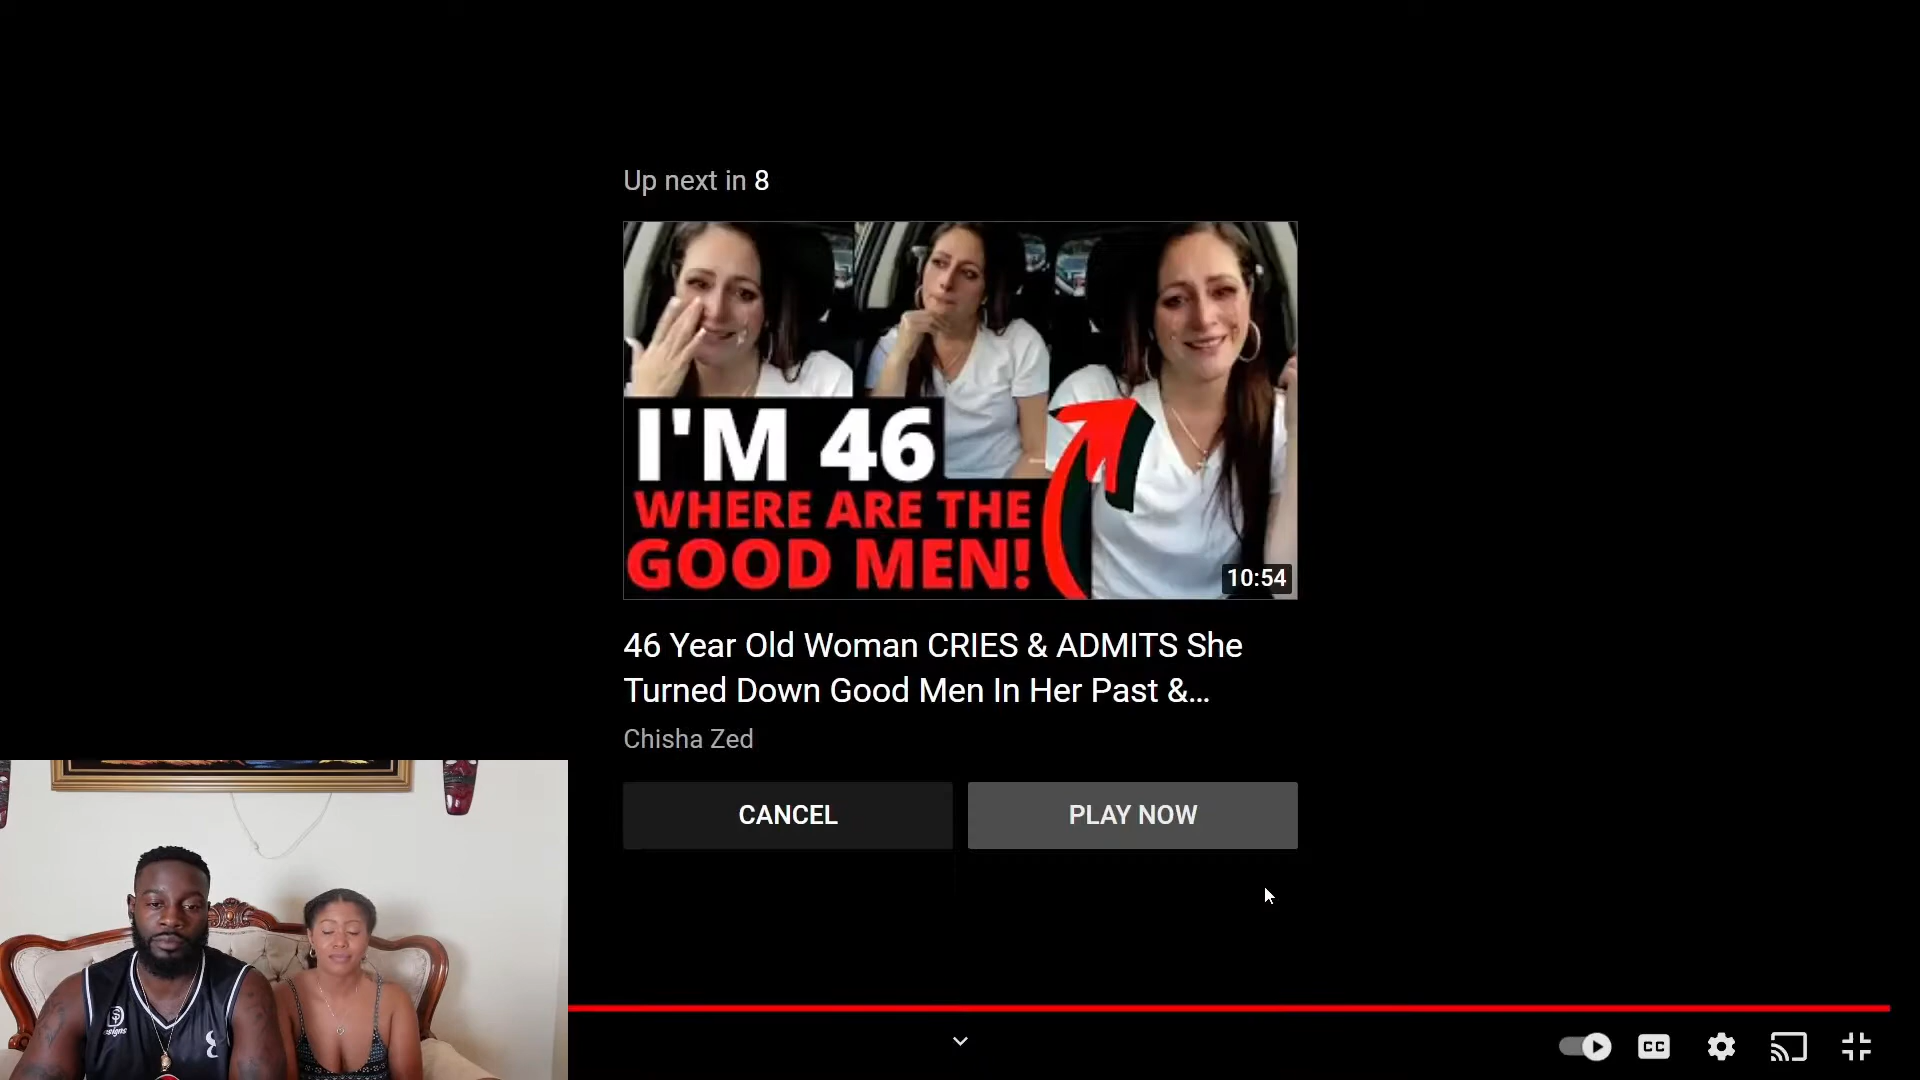 Up next in 8
I'M 46
WHERE ARE THE
GOOD MEN!
10:54
46 Year Old Woman CRIES & ADMITS She
Turned Down Good Men In Her Past &...
Chisha Zed
CANCEL
PLAY NOW
CC